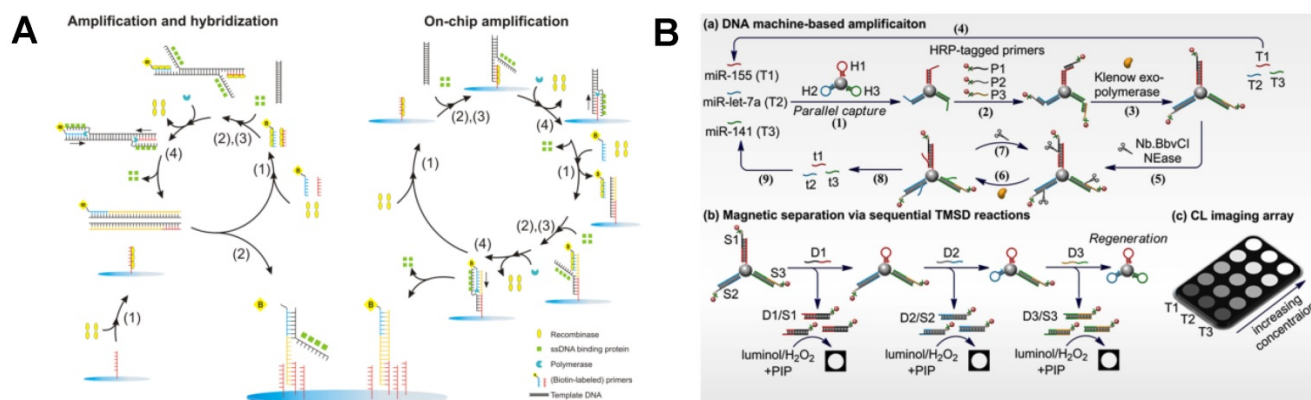 A
Amplification and hybridization
On-chip amplification
B
(2),(3)
(4)
(1)
B
(2)
(1)
B
B
(2),(3)
(4)
(1)
(1)
B
(2),(3)
(4)
B
B
Recombinase
ssDNA binding protein
Polymerase
(Biotin-labeled) primers
Template DNA
B
(a) DNA machine-based amplificaiton
(4)
miR-155 (T1)
miR-let-7a (T2)
miR-141 (T3)
H1
H2
H3
Parallel capture
(1)
HRP-tagged primers
P1
P2
P3
(2)
Klenow exo-
polymerase
(3)
T1
T2
T3
(9)
t1
t2
t3
(8)
(7)
(6)
Nb.BbvCI
NEase
(5)
(b) Magnetic separation via sequential TMSD reactions
(c) CL imaging array
S1
S2
S3
D1
D2
D3
Regeneration
D1/S1
D2/S2
D3/S3
luminol/H2O2
+PIP
luminol/H2O2
+PIP
luminol/H2O2
+PIP
T1
T2
T3
increasing
concentraion